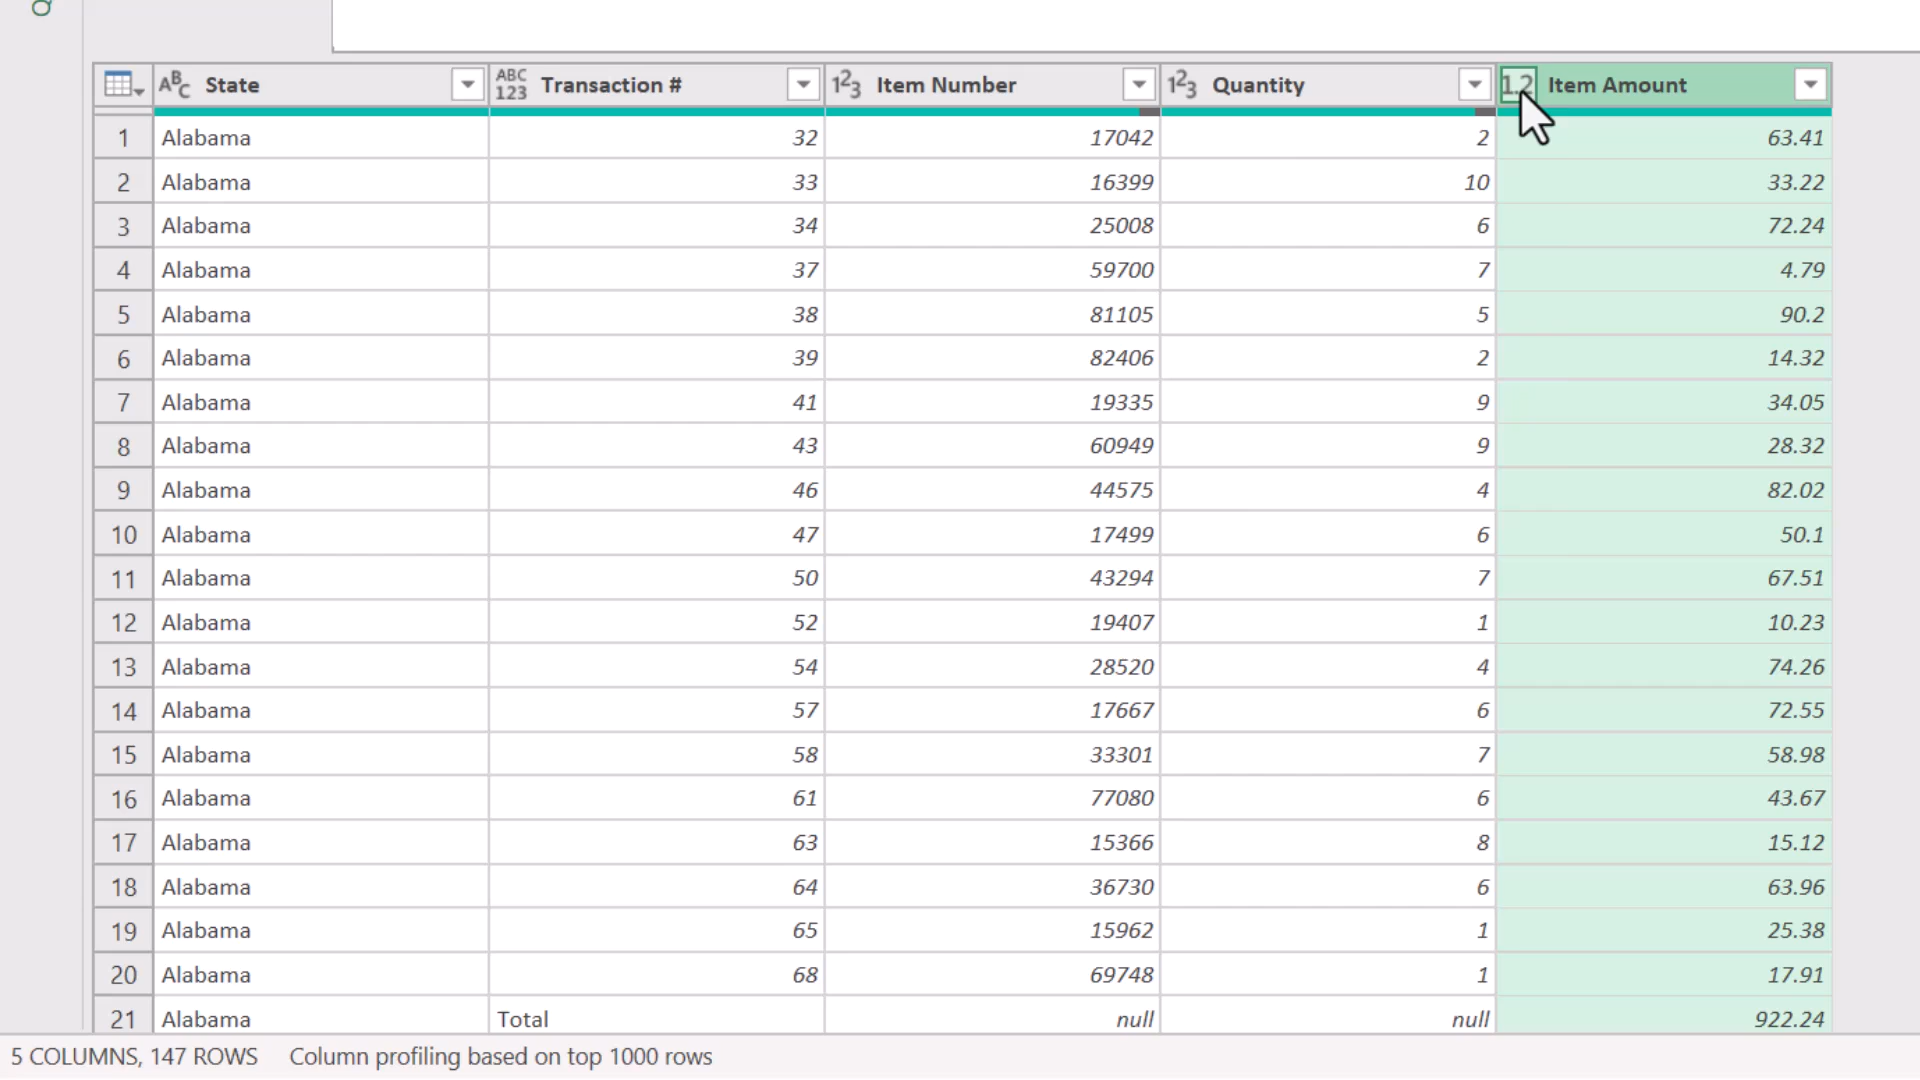 ABC State ABC 123 Transaction # 123 Item Number 123 Quantity 1.2 Item Amount
1 Alabama 32 17042 2 63.41
2 Alabama 33 16399 10 33.22
3 Alabama 34 25008 6 72.24
4 Alabama 37 59700 7 4.79
5 Alabama 38 81105 5 90.2
6 Alabama 39 82406 2 14.32
7 Alabama 41 19335 9 34.05
8 Alabama 43 60949 9 28.32
9 Alabama 46 44575 4 82.02
10 Alabama 47 17499 6 50.1
11 Alabama 50 43294 7 67.51
12 Alabama 52 19407 1 10.23
13 Alabama 54 28520 4 74.26
14 Alabama 57 17667 6 72.55
15 Alabama 58 33301 7 58.98
16 Alabama 61 77080 6 43.67
17 Alabama 63 15366 8 15.12
18 Alabama 64 36730 6 63.96
19 Alabama 65 15962 1 25.38
20 Alabama 68 69748 1 17.91
21 Alabama Total null null 922.24
5 COLUMNS, 147 ROWS Column profiling based on top 1000 rows